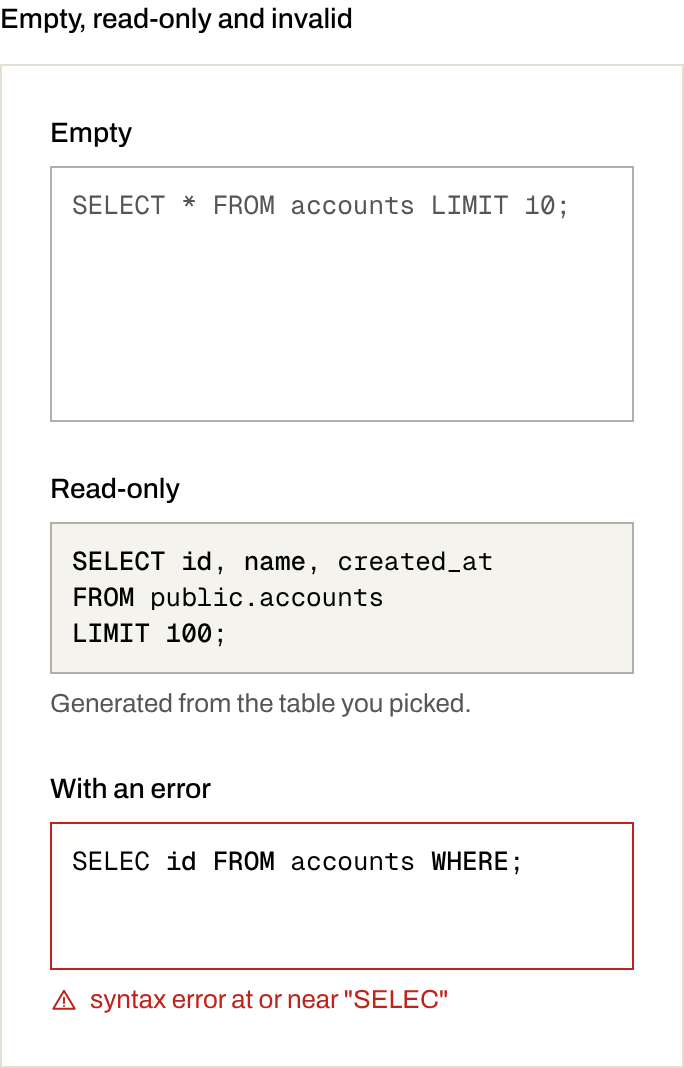 Empty, read-only and invalid
Empty
SELECT * FROM accounts LIMIT 10;
Read-only
SELECT id, name, created_at
FROM public.accounts
LIMIT 100;
Generated from the table you picked.
With an error
SELEC id FROM accounts WHERE;
syntax error at or near "SELEC"